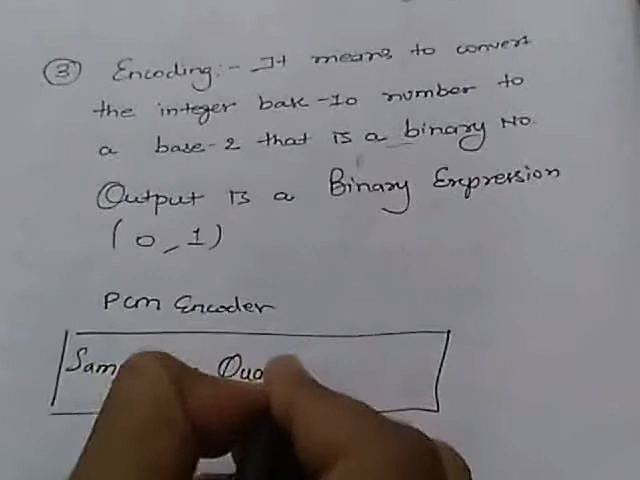 ③ Encoding:- It means to convert
the integer base-10 number to
a base-2 that is a binary No.
Output is a Binary Expression
(0,1)
Pcm Encoder
Sam Qua